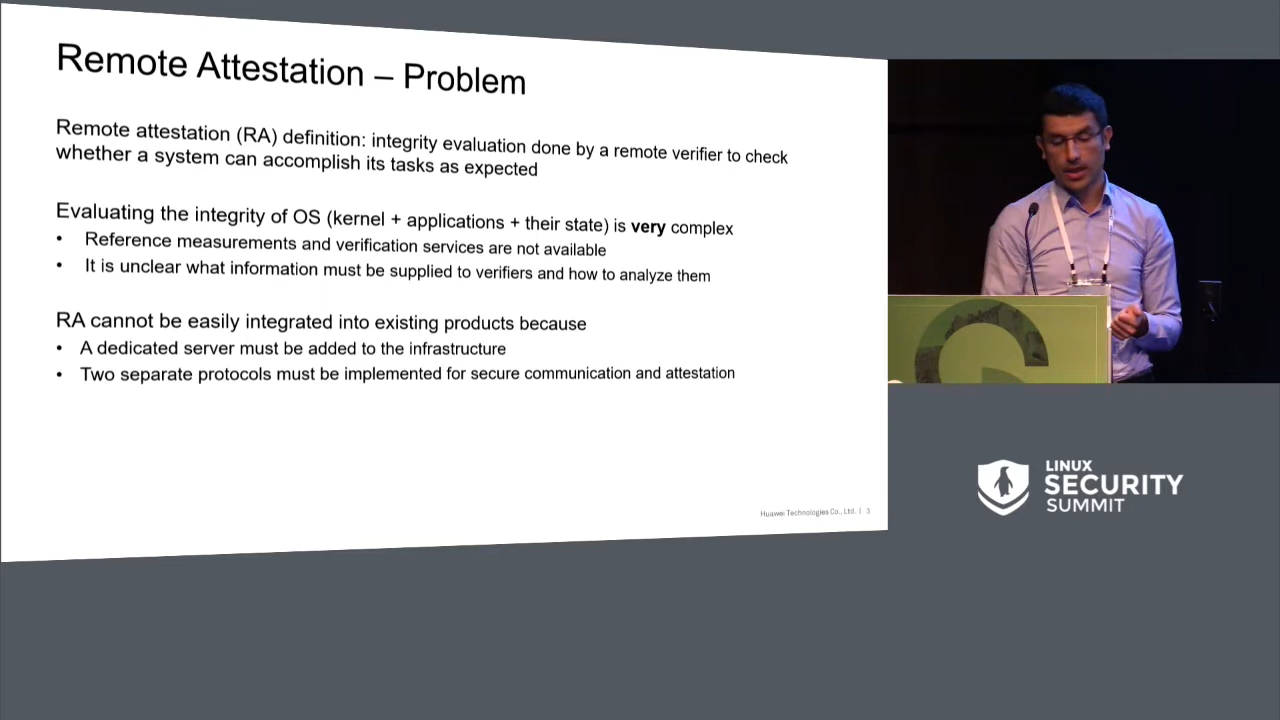 Remote Attestation – Problem
Remote attestation (RA) definition: integrity evaluation done by a remote verifier to check
whether a system can accomplish its tasks as expected
Evaluating the integrity of OS (kernel + applications + their state) is very complex
• Reference measurements and verification services are not available
• It is unclear what information must be supplied to verifiers and how to analyze them
RA cannot be easily integrated into existing products because
• A dedicated server must be added to the infrastructure
• Two separate protocols must be implemented for secure communication and attestation
Huawei Technologies Co., Ltd. | 3
LINUX
SECURITY
SUMMIT